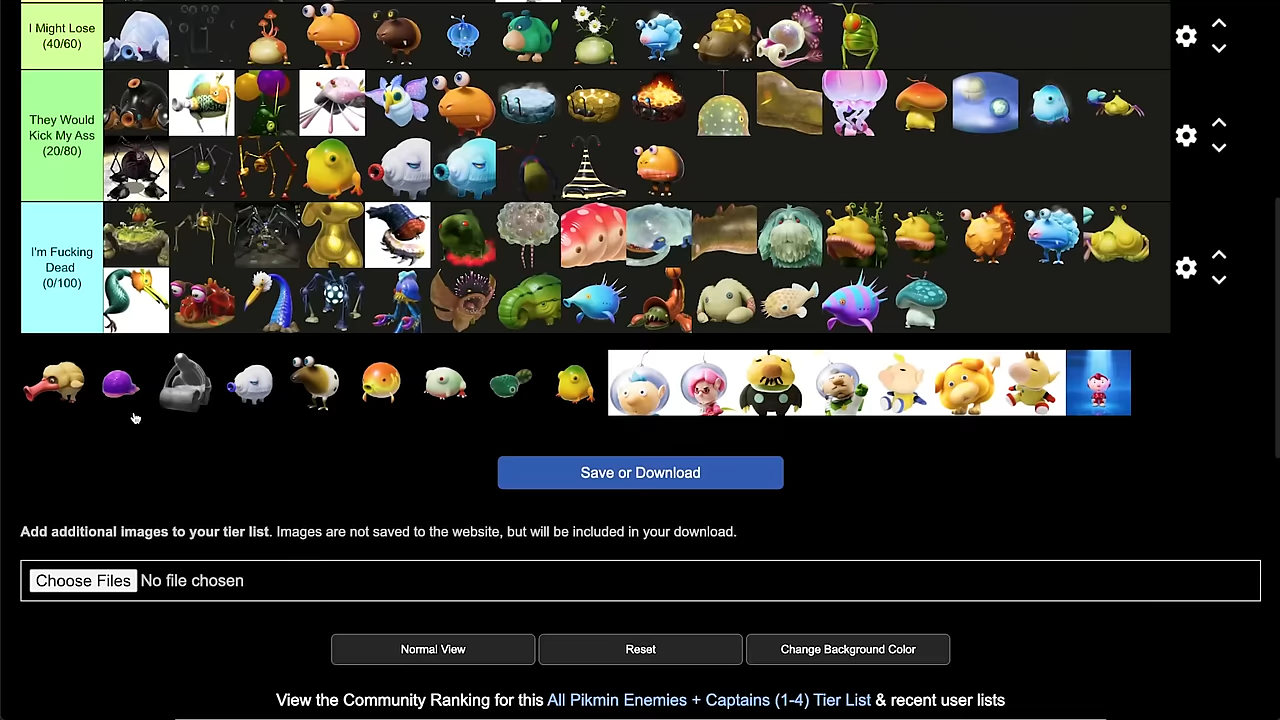 I Might Lose
(40/60)
They Would
Kick My Ass
(20/80)
I'm Fucking
Dead
(0/100)
Save or Download
Add additional images to your tier list. Images are not saved to the website, but will be included in your download.
Choose Files No file chosen
Normal View
Reset
Change Background Color
View the Community Ranking for this All Pikmin Enemies + Captains (1-4) Tier List & recent user lists